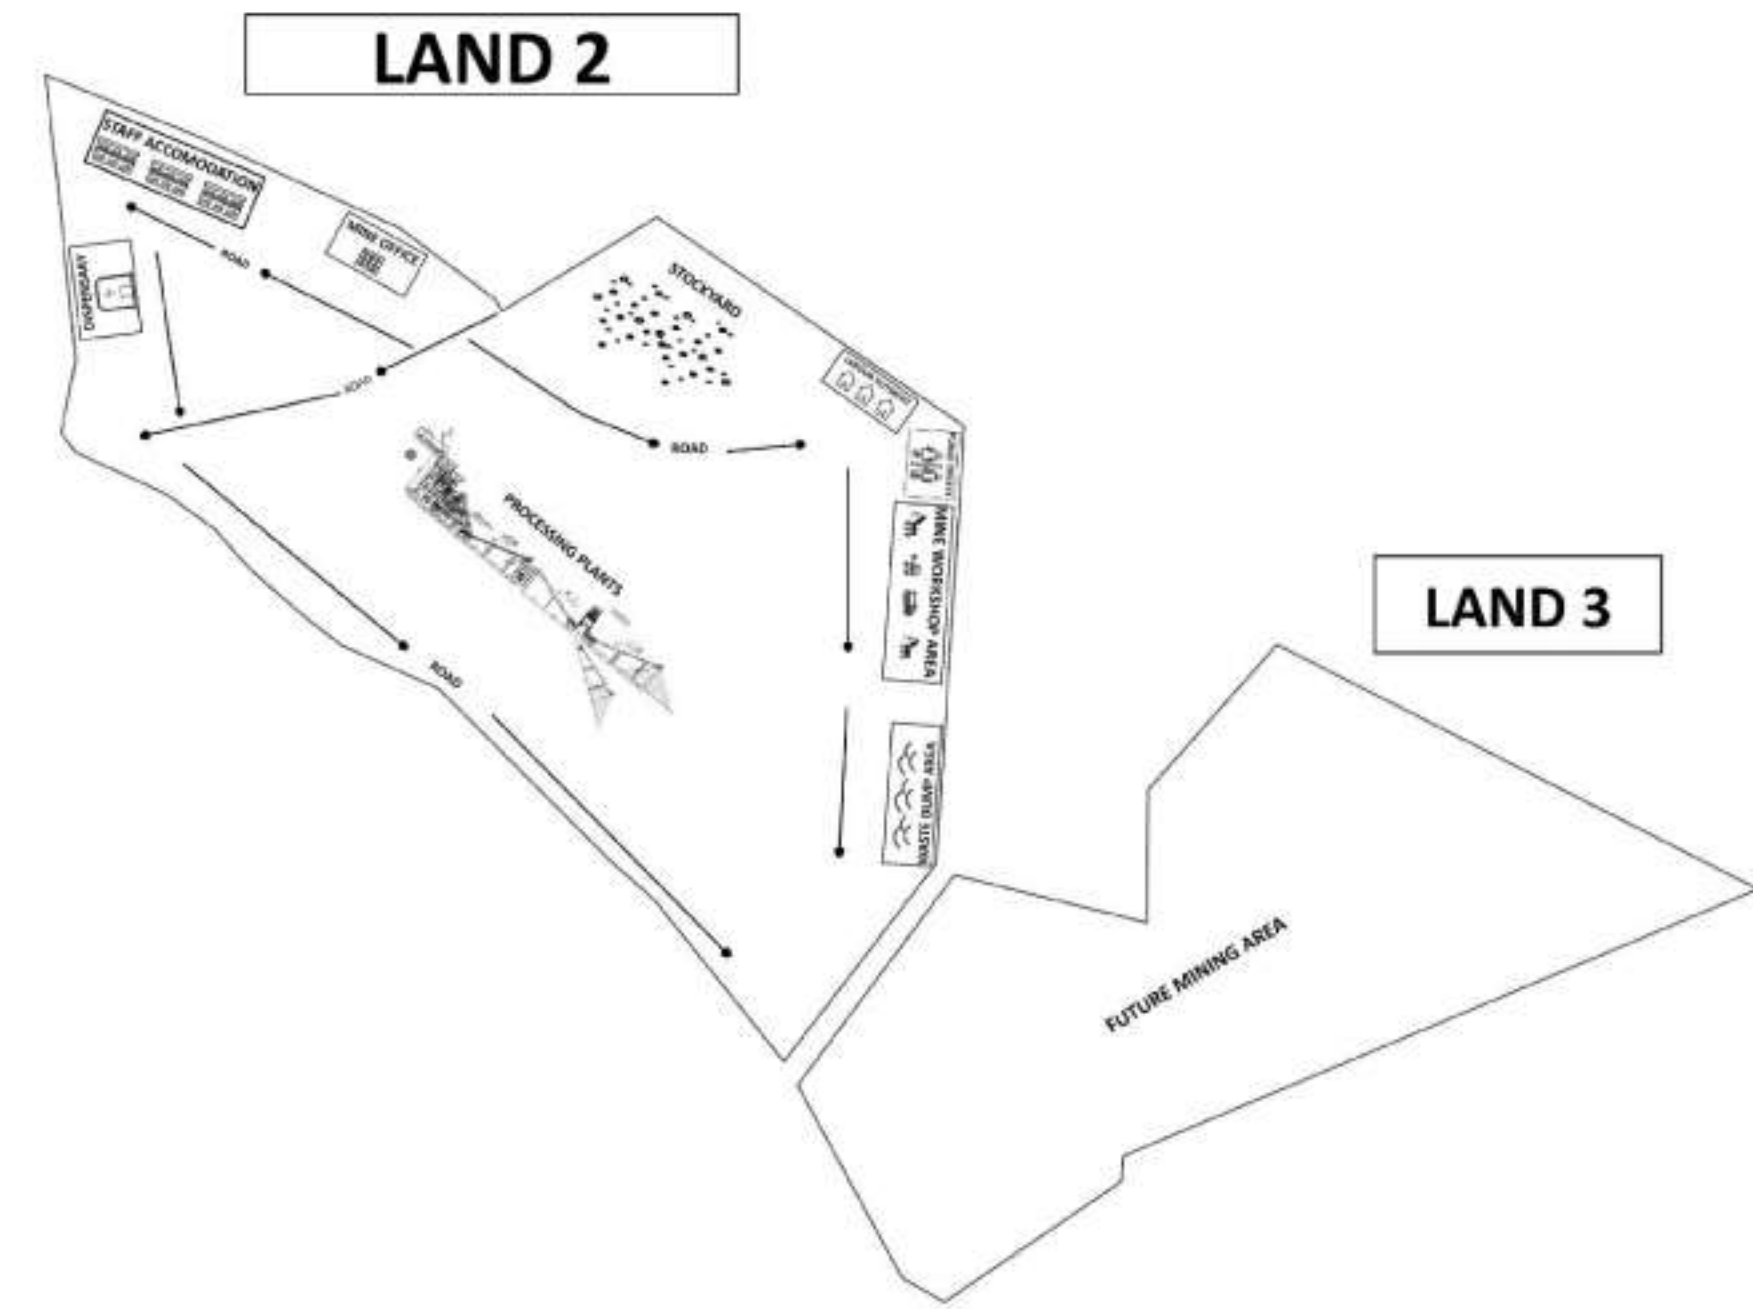 LAND 2
STAFF ACCOMODATION
MINE OFFICE
ROAD
DISPENSARY
STOCKYARD
ROAD
ROAD
PROCESSING PLANTS
MINE WORKSHOP AREA
LAND 3
ROAD
WASTE DUMP AREA
FUTURE MINING AREA